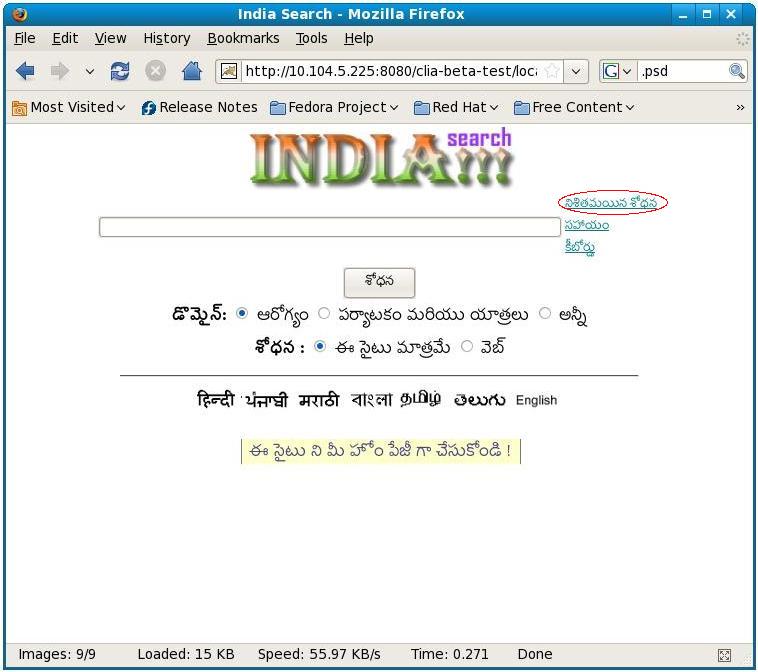 India Search - Mozilla Firefox
File Edit View History Bookmarks Tools Help
http://10.104.5.225:8080/clia-beta-test/loca
G .psd
Most Visited Release Notes Fedora Project Red Hat Free Content »
INDIA!!! search
నిశితమయిన శోధన
సహాయం
కీబోర్డు
శోధన
డొమైన్: ఆరోగ్యం పర్యాటకం మరియు యాత్రలు అన్నీ
శోధన : ఈ సైటు మాత్రమే వెబ్
हिन्दी ਪੰਜਾਬੀ मराठी বাংলা தமிழ் తెలుగు English
ఈ సైటు ని మీ హోం పేజీ గా చేసుకోండి !
Images: 9/9 Loaded: 15 KB Speed: 55.97 KB/s Time: 0.271 Done